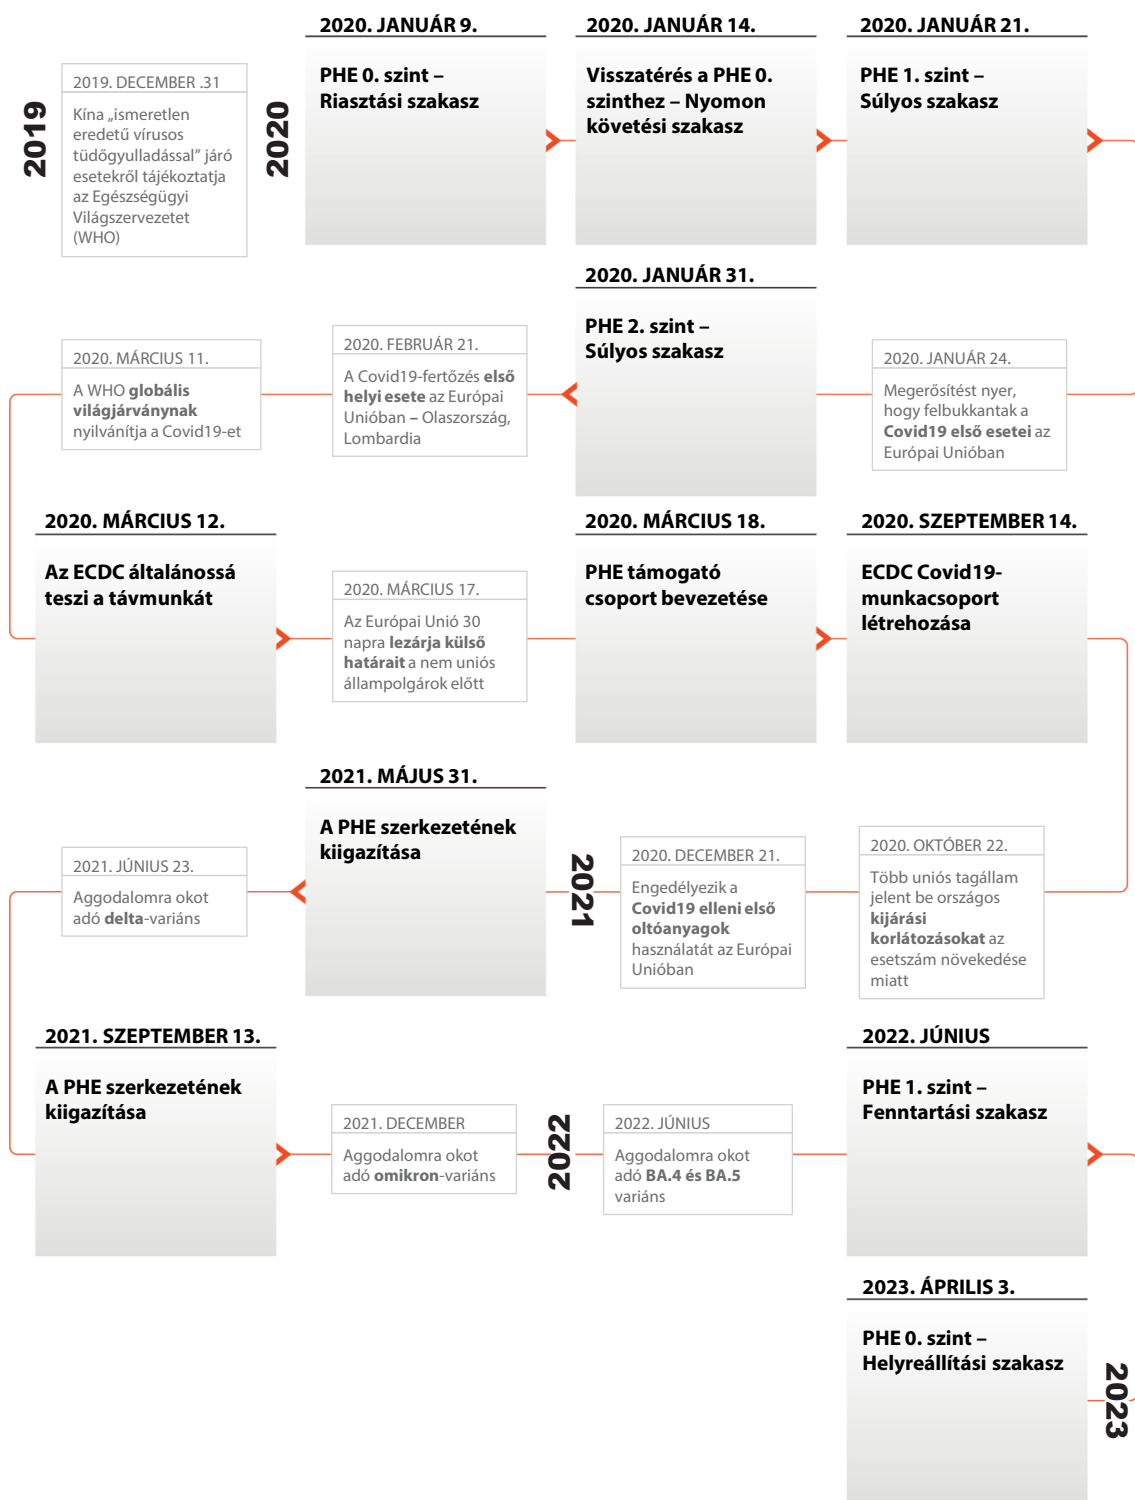 2019
2019. DECEMBER .31
Kína „ismeretlen
eredetű vírusos
tüdőgyulladással” járó
esetekről tájékoztatja
az Egészségügyi
Világszervezetet
(WHO)
2020
2020. JANUÁR 9.
PHE 0. szint –
Riasztási szakasz
2020. JANUÁR 14.
Visszatérés a PHE 0.
szinthez – Nyomon
követési szakasz
2020. JANUÁR 21.
PHE 1. szint –
Súlyos szakasz
2020. JANUÁR 24.
Megerősítést nyer,
hogy felbukkantak a
Covid19 első esetei az
Európai Unióban
2020. JANUÁR 31.
PHE 2. szint –
Súlyos szakasz
2020. FEBRUÁR 21.
A Covid19-fertőzés első
helyi esete az Európai
Unióban – Olaszország,
Lombardia
2020. MÁRCIUS 11.
A WHO globális
világjárványnak
nyilvánítja a Covid19-et
2020. MÁRCIUS 12.
Az ECDC általánossá
teszi a távmunkát
2020. MÁRCIUS 17.
Az Európai Unió 30
napra lezárja külső
határait a nem uniós
állampolgárok előtt
2020. MÁRCIUS 18.
PHE támogató
csoport bevezetése
2020. SZEPTEMBER 14.
ECDC Covid19-
munkacsoport
létrehozása
2020. OKTÓBER 22.
Több uniós tagállam
jelent be országos
kijárási
korlátozásokat az
esetszám növekedése
miatt
2020. DECEMBER 21.
Engedélyezik a
Covid19 elleni első
oltóanyagok
használatát az Európai
Unióban
2021
2021. MÁJUS 31.
A PHE szerkezetének
kiigazítása
2021. JÚNIUS 23.
Aggodalomra okot
adó delta-variáns
2021. SZEPTEMBER 13.
A PHE szerkezetének
kiigazítása
2021. DECEMBER
Aggodalomra okot
adó omikron-variáns
2022
2022. JÚNIUS
Aggodalomra okot
adó BA.4 és BA.5
variáns
2022. JÚNIUS
PHE 1. szint –
Fenntartási szakasz
2023. ÁPRILIS 3.
PHE 0. szint –
Helyreállítási szakasz
2023